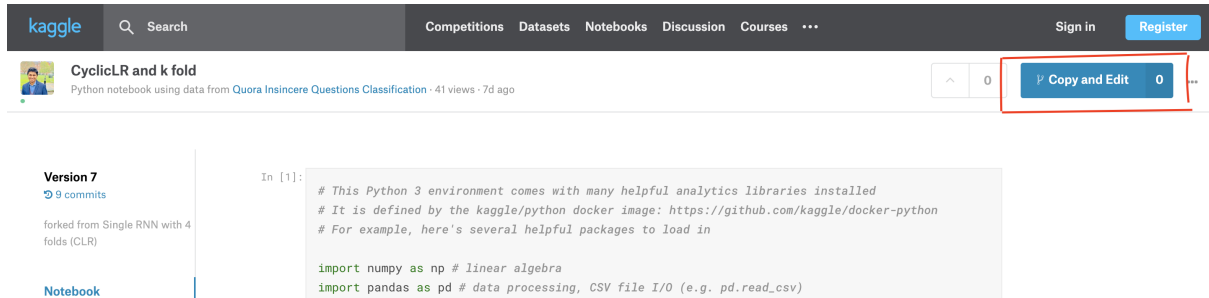 kaggle Search Competitions Datasets Notebooks Discussion Courses ••• Sign in Register
CyclicLR and k fold
Python notebook using data from Quora Insincere Questions Classification · 41 views · 7d ago
0 Copy and Edit 0 •••
Version 7
9 commits
forked from Single RNN with 4
folds (CLR)
Notebook
In [1]:
# This Python 3 environment comes with many helpful analytics libraries installed
# It is defined by the kaggle/python docker image: https://github.com/kaggle/docker-python
# For example, here's several helpful packages to load in
import numpy as np # linear algebra
import pandas as pd # data processing, CSV file I/O (e.g. pd.read_csv)